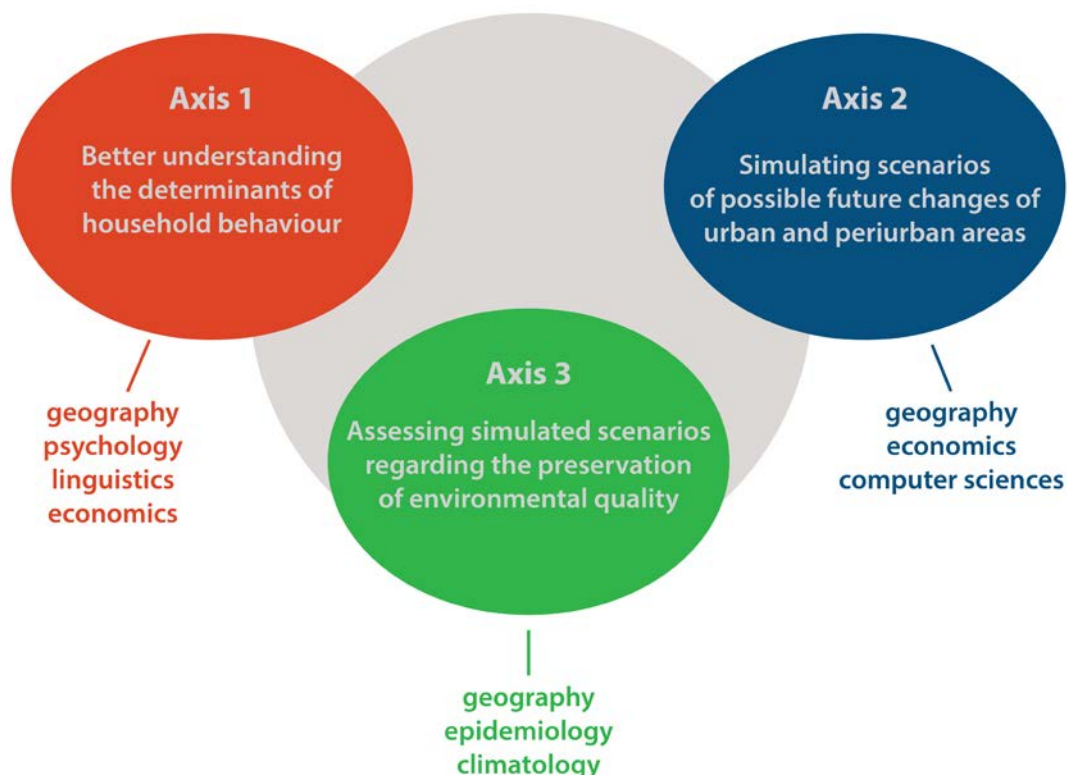 Axis 1
Better understanding
the determinants of
household behaviour
geography
psychology
linguistics
economics
Axis 2
Simulating scenarios
of possible future changes of
urban and periurban areas
geography
economics
computer sciences
Axis 3
Assessing simulated scenarios
regarding the preservation
of environmental quality
geography
epidemiology
climatology